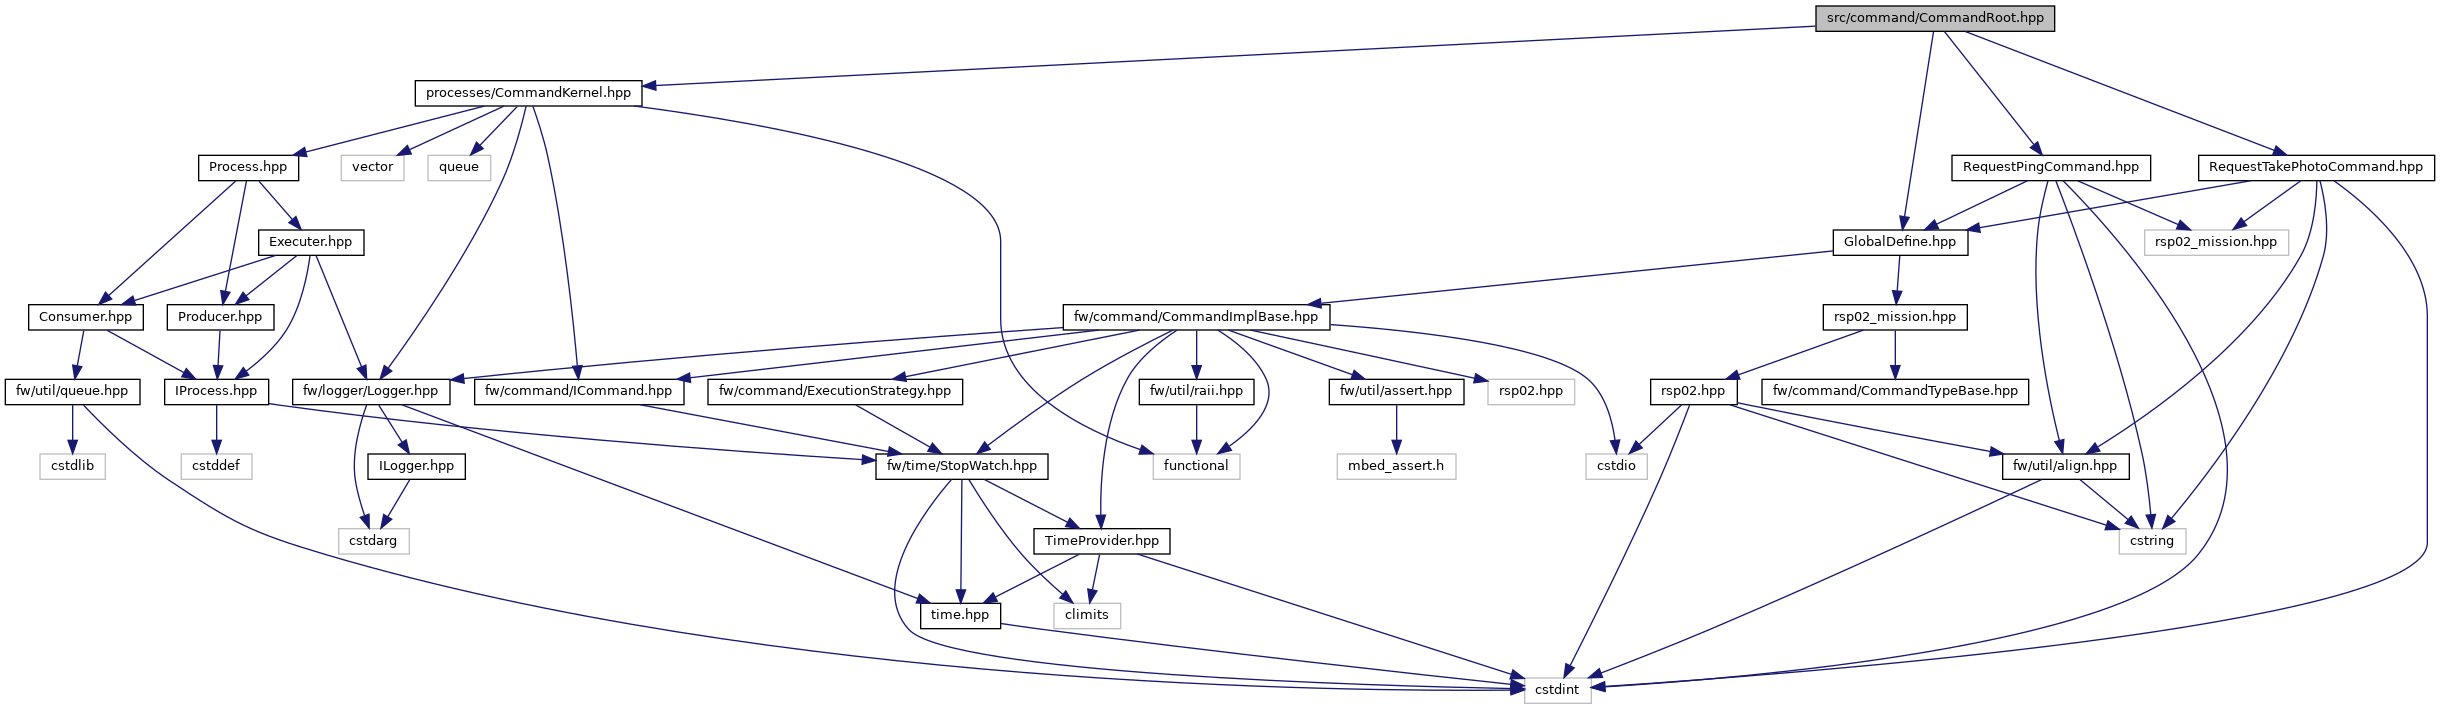 src/command/CommandRoot.hpp
processes/CommandKernel.hpp
Process.hpp
vector
queue
RequestPingCommand.hpp
RequestTakePhotoCommand.hpp
Executer.hpp
GlobalDefine.hpp
rsp02_mission.hpp
Consumer.hpp
Producer.hpp
fw/command/CommandImplBase.hpp
rsp02_mission.hpp
fw/util/queue.hpp
IProcess.hpp
fw/logger/Logger.hpp
fw/command/ICommand.hpp
fw/command/ExecutionStrategy.hpp
fw/util/raii.hpp
fw/util/assert.hpp
rsp02.hpp
rsp02.hpp
fw/command/CommandTypeBase.hpp
cstdlib
cstddef
ILogger.hpp
fw/time/StopWatch.hpp
functional
mbed_assert.h
cstdio
fw/util/align.hpp
cstdarg
TimeProvider.hpp
cstring
time.hpp
climits
cstdint